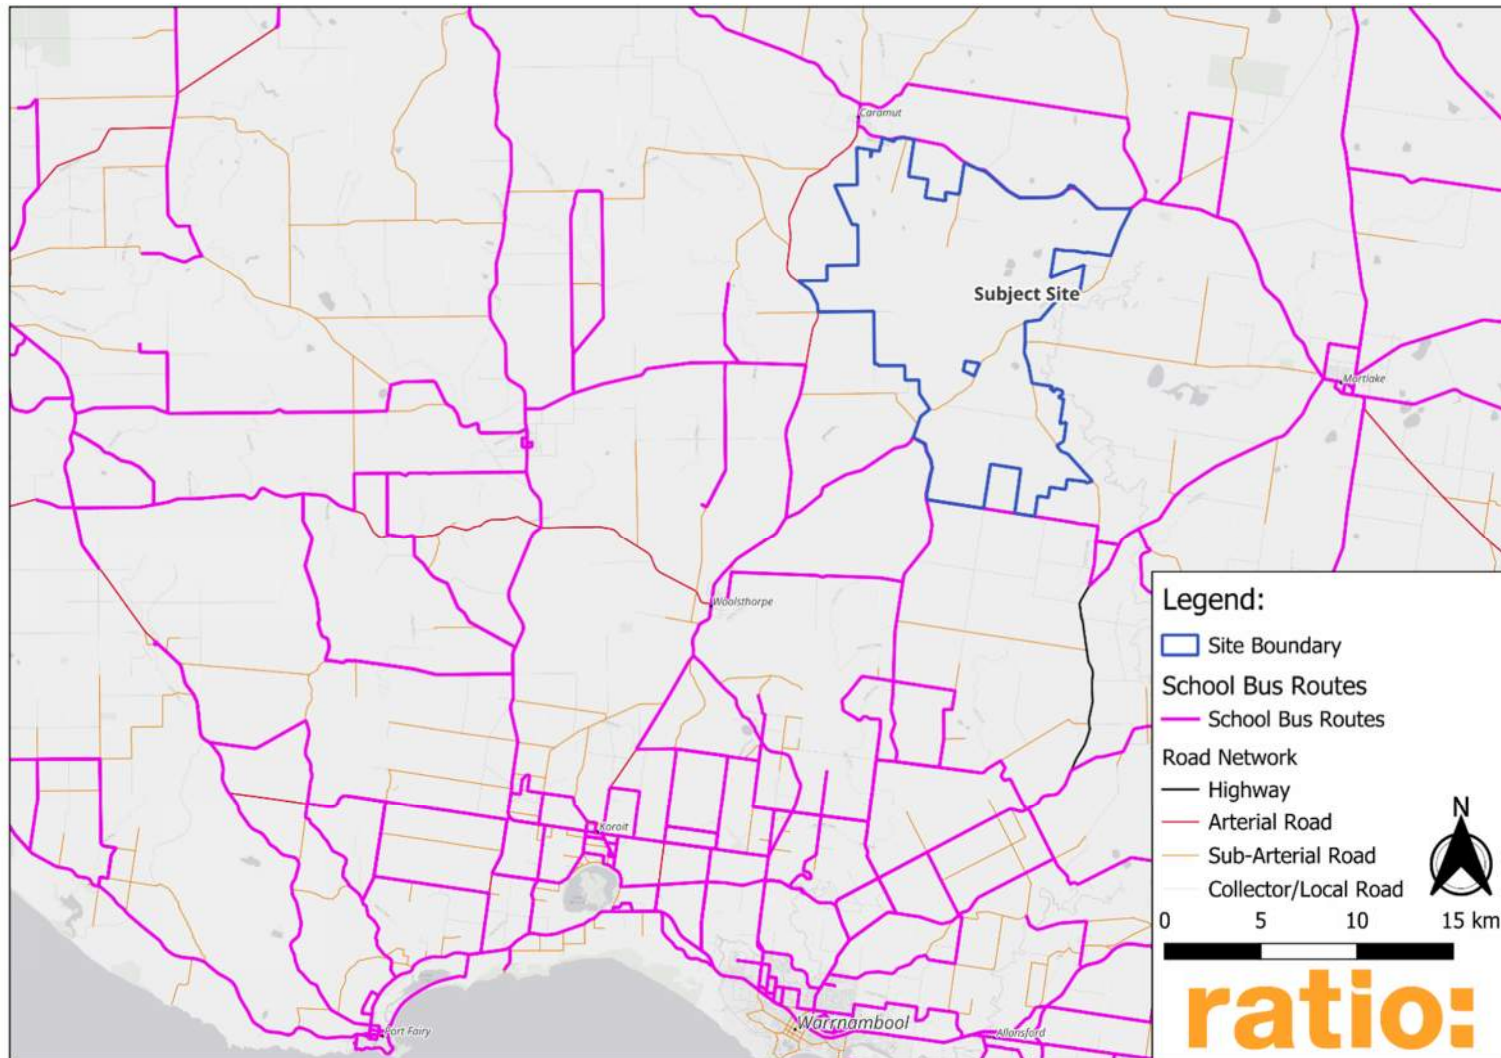 Caramut
Subject Site
Mortlake
Woolsthorpe
Koroit
Port Fairy
Warrnambool
Allansford
Legend:
Site Boundary
School Bus Routes
School Bus Routes
Road Network
Highway
Arterial Road
Sub-Arterial Road
Collector/Local Road
N
0 5 10 15 km
ratio: